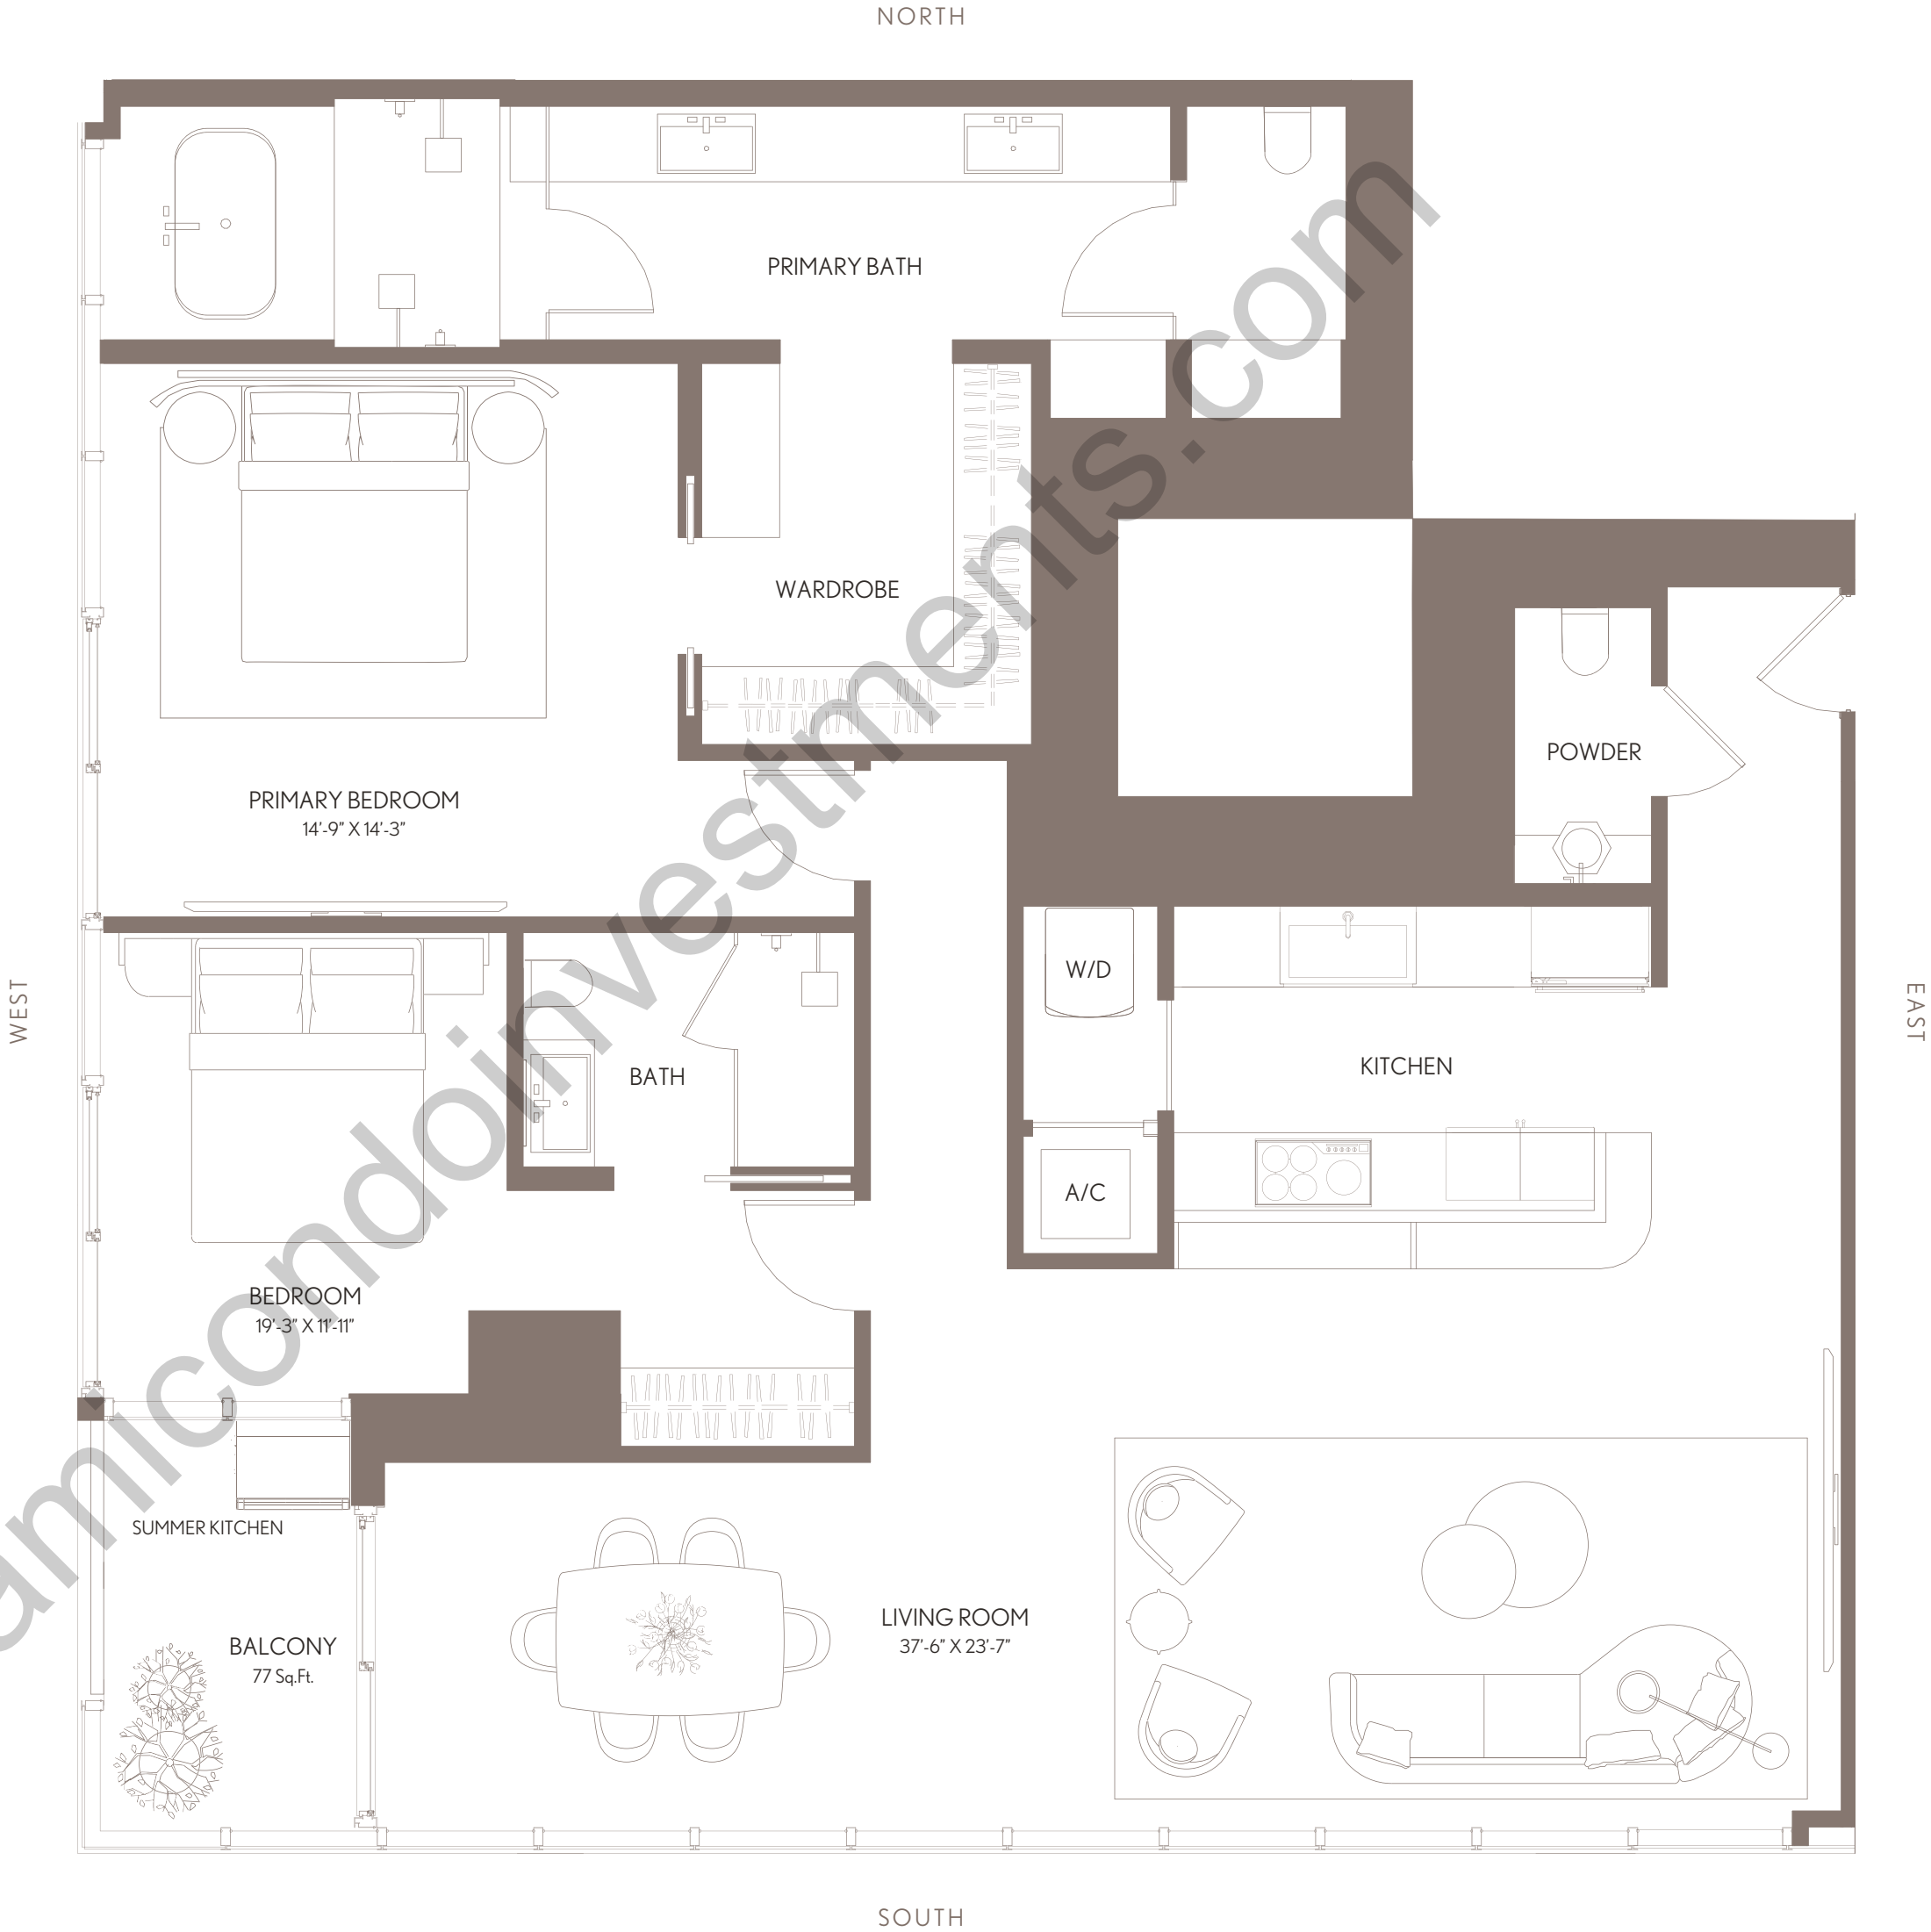 NORTH
PRIMARY BATH
WARDROBE
POWDER
PRIMARY BEDROOM
14'-9" X 14'-3"
WEST
EAST
W/D
BATH
KITCHEN
A/C
BEDROOM
19'-3" X 11'-11"
SUMMER KITCHEN
BALCONY
77 Sq.Ft.
LIVING ROOM
37'-6" X 23'-7"
SOUTH
amicondoinvestments.com